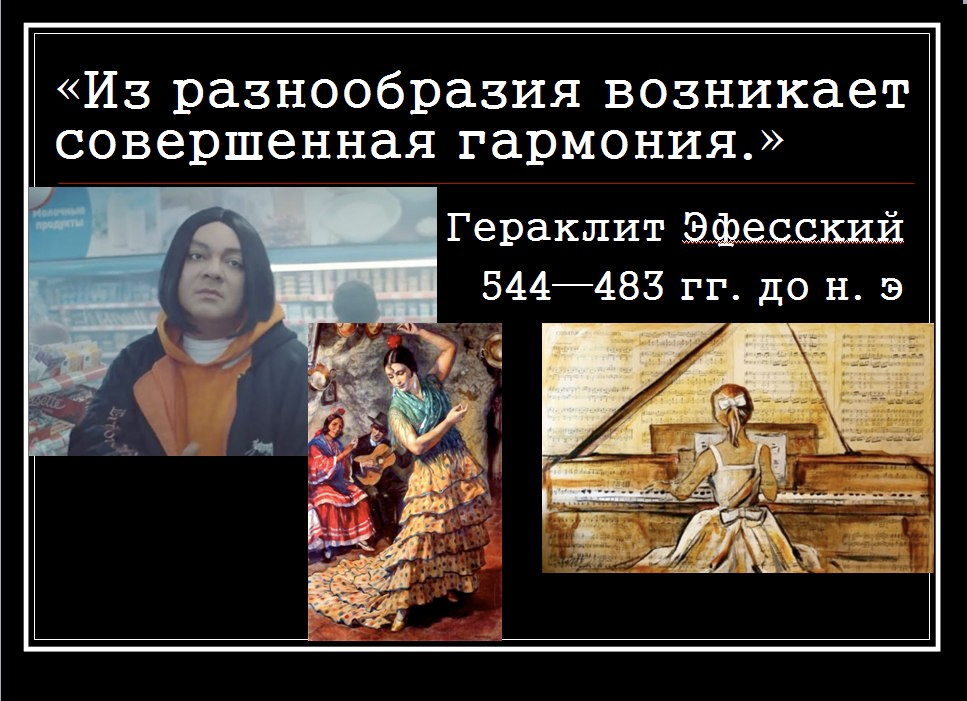 «Из разнообразия возникает
совершенная гармония.»
Гераклит Эфесский
544—483 гг. до н. э
Молочные
продукты